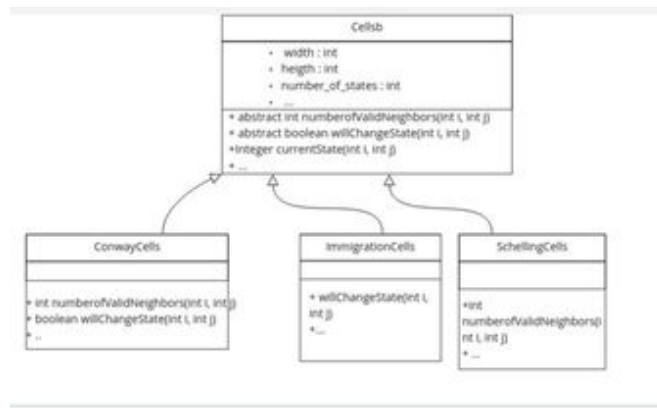 Cellsb
- width : int
- heigth : int
- number_of_states : int
- ...
+ abstract int numberofValidNeighbors(int i, int j)
+ abstract boolean willChangeState(int i, int j)
+Integer currentState(int i, int j)
+ ...
ConwayCells
+ int numberofValidNeighbors(int i, int j)
+ boolean willChangeState(int i, int j)
+ ..
ImmigrationCells
+ willChangeState(int i,
int j)
+...
SchellingCells
+int
numberofValidNeighbors(i
nt i, int j)
+ ...